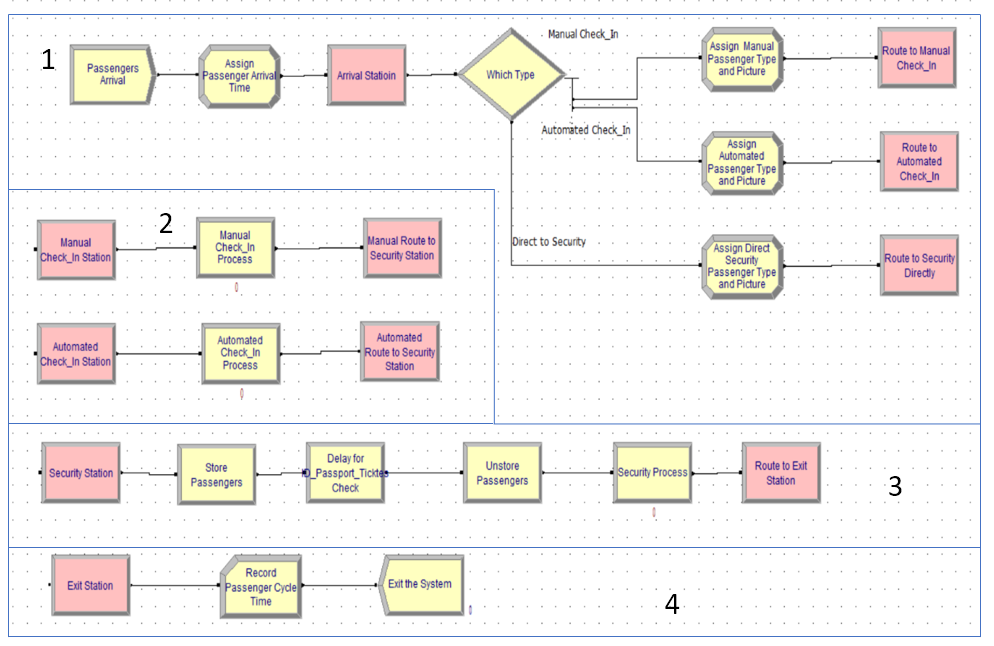 1
Passengers
Arrival
Assign
Passenger Arrival
Time
Arrival Statioin
Which Type
Manual Check_In
Automated Check_In
Direct to Security
Assign Manual
Passenger Type
and Picture
Route to Manual
Check_In
Assign
Automated
Passenger Type
and Picture
Route to
Automated
Check_In
Assign Direct
Security
Passenger Type
and Picture
Route to Security
Directly
2
Manual
Check_In Station
Manual
Check_In
Process
0
Manual Route to
Security Station
Automated
Check_In Station
Automated
Check_In
Process
0
Automated
Route to Security
Station
Security Station
Store
Passengers
Delay for
ID_Passport_Ticktes
Check
Unstore
Passengers
Security Process
0
Route to Exit
Station
3
Exit Station
Record
Passenger Cycle
Time
Exit the System
0
4